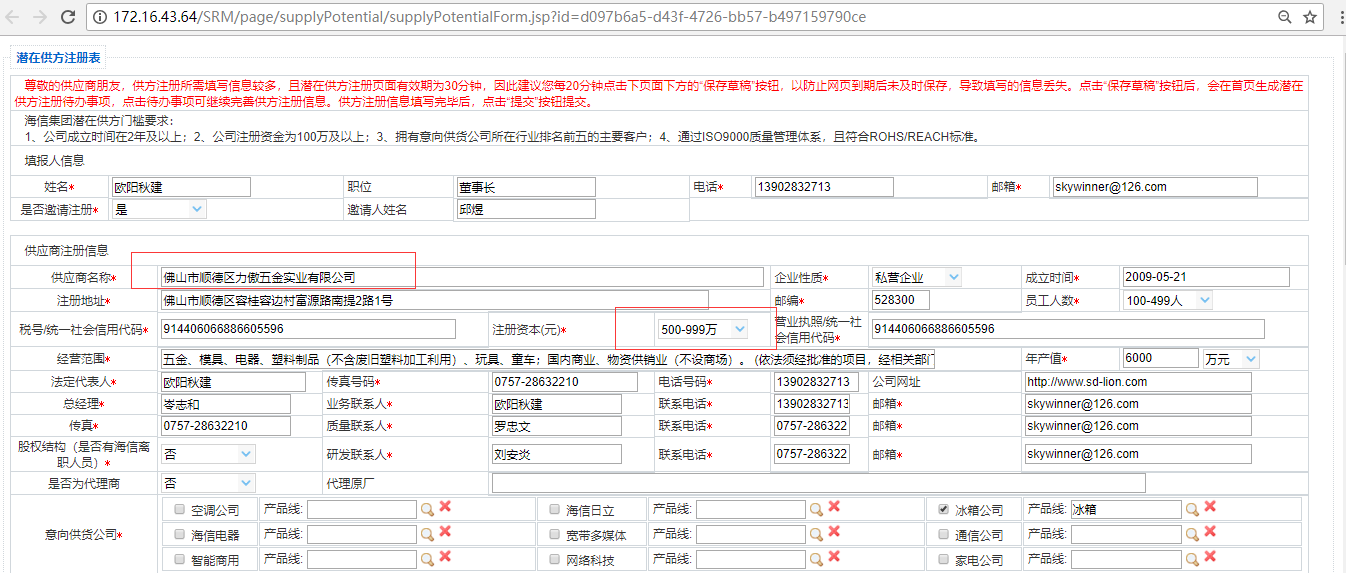 172.16.43.64/SRM/page/supplyPotential/supplyPotentialForm.jsp?id=d097b6a5-d43f-4726-bb57-b497159790ce
潜在供方注册表
尊敬的供应商朋友，供方注册所需填写信息较多，且潜在供方注册页面有效期为30分钟，因此建议您每20分钟点击下页面下方的“保存草稿”按钮，以防止网页到期后未及时保存，导致填写的信息丢失。点击“保存草稿”按钮后，会在首页生成潜在
供方注册待办事项，点击待办事项可继续完善供方注册信息。供方注册信息填写完毕后，点击“提交”按钮提交。
海信集团潜在供方门槛要求：
1、公司成立时间在2年及以上；2、公司注册资金为100万及以上；3、拥有意向供货公司所在行业排名前五的主要客户；4、通过ISO9000质量管理体系，且符合ROHS/REACH标准。
填报人信息
姓名* 欧阳秋建 职位 董事长 电话* 13902832713 邮箱* skywinner@126.com
是否邀请注册* 是 邀请人姓名 邱煜
供应商注册信息
供应商名称* 佛山市顺德区力傲五金实业有限公司 企业性质* 私营企业 成立时间* 2009-05-21
注册地址* 佛山市顺德区容桂容边村富源路南提2路1号 邮编* 528300 员工人数* 100-499人
税号/统一社会信用代码* 914406066886605596 注册资本(元)* 500-999万 营业执照/统一社会信用代码* 914406066886605596
经营范围* 五金、模具、电器、塑料制品（不含废旧塑料加工利用）、玩具、童车；国内商业、物资供销业（不设商场）。（依法须经批准的项目，经相关部门 年产值* 6000 万元
法定代表人* 欧阳秋建 传真号码* 0757-28632210 电话号码* 13902832713 公司网址 http://www.sd-lion.com
总经理* 岑志和 业务联系人* 欧阳秋建 联系电话* 13902832713 邮箱* skywinner@126.com
传真* 0757-28632210 质量联系人* 罗忠文 联系电话* 0757-286322 邮箱* skywinner@126.com
股权结构（是否有海信离职人员）* 否 研发联系人* 刘安炎 联系电话* 0757-286322 邮箱* skywinner@126.com
是否为代理商 否 代理原厂
意向供货公司*
空调公司 产品线: 海信日立 产品线: 冰箱公司 产品线: 冰箱
海信电器 产品线: 宽带多媒体 产品线: 通信公司 产品线:
智能商用 产品线: 网络科技 产品线: 家电公司 产品线: